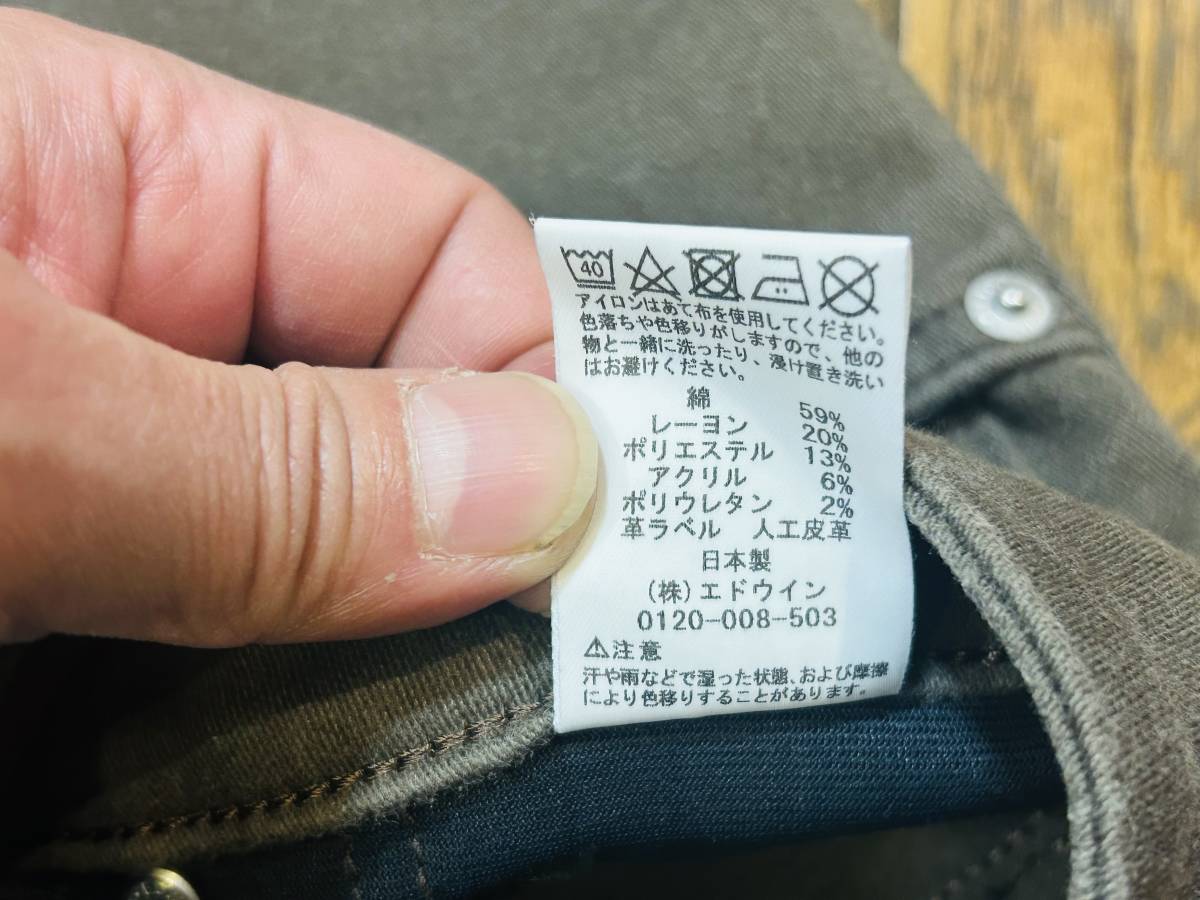 40
アイロンはあて布を使用してください。
色落ちや色移りがしますので、他の
物と一緒に洗ったり、浸け置き洗い
はお避けください。
綿 59%
レーヨン 20%
ポリエステル 13%
アクリル 6%
ポリウレタン 2%
革ラベル 人工皮革
日本製
(株)エドウイン
0120-008-503
⚠注意
汗や雨などで湿った状態、および摩擦
により色移りすることがあります。